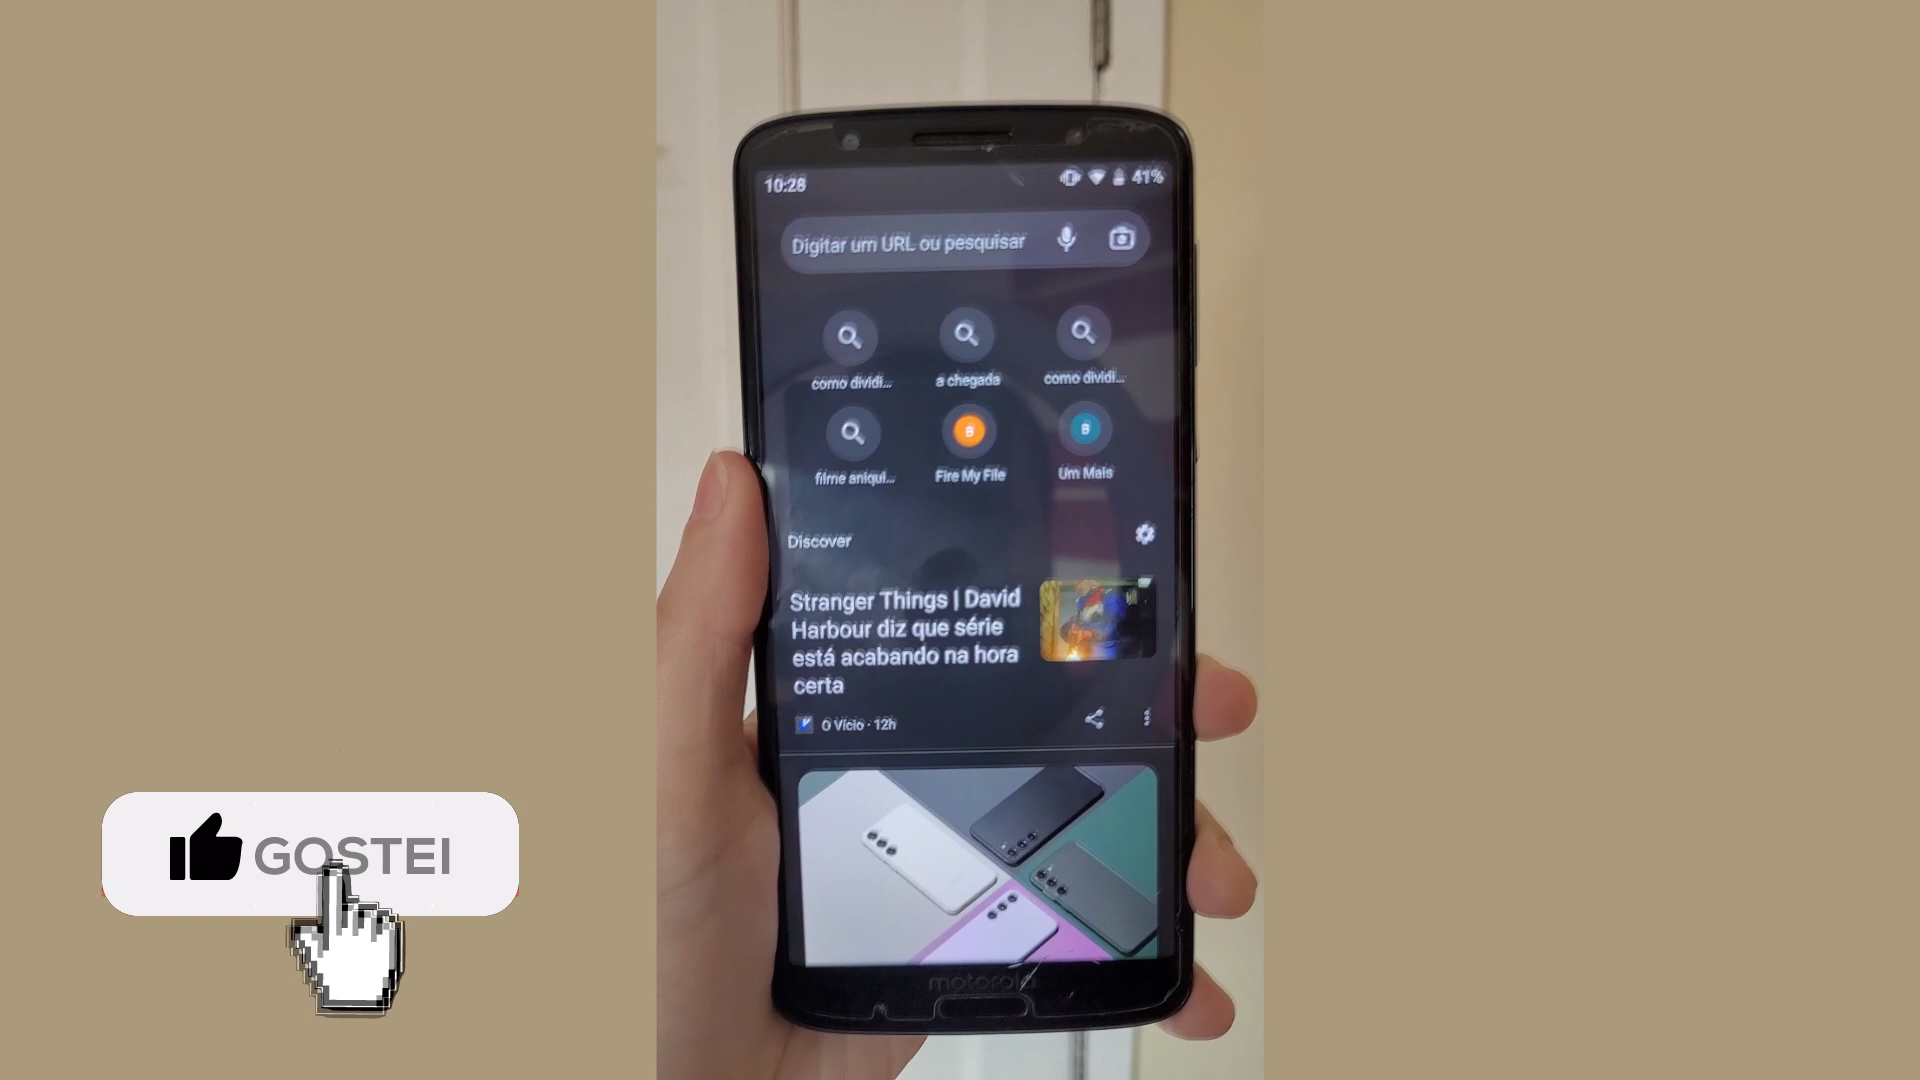 10:28
41%
Digitar um URL ou pesquisar
como dividi...
a chegada
como dividi...
filme aniqui...
B
Fire My File
B
Um Mais
Discover
Stranger Things | David
Harbour diz que série
está acabando na hora
certa
O Vício · 12h
motorola
GOSTEI